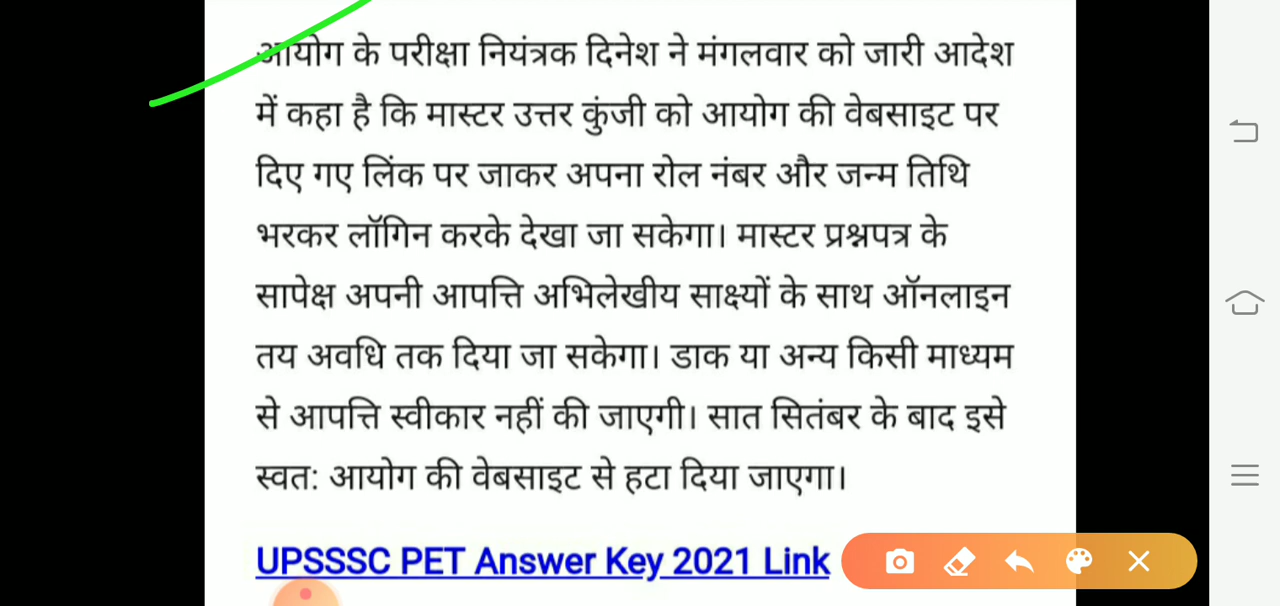 आयोग के परीक्षा नियंत्रक दिनेश ने मंगलवार को जारी आदेश
में कहा है कि मास्टर उत्तर कुंजी को आयोग की वेबसाइट पर
दिए गए लिंक पर जाकर अपना रोल नंबर और जन्म तिथि
भरकर लॉगिन करके देखा जा सकेगा। मास्टर प्रश्नपत्र के
सापेक्ष अपनी आपत्ति अभिलेखीय साक्ष्यों के साथ ऑनलाइन
तय अवधि तक दिया जा सकेगा। डाक या अन्य किसी माध्यम
से आपत्ति स्वीकार नहीं की जाएगी। सात सितंबर के बाद इसे
स्वत: आयोग की वेबसाइट से हटा दिया जाएगा।
UPSSSC PET Answer Key 2021 Link